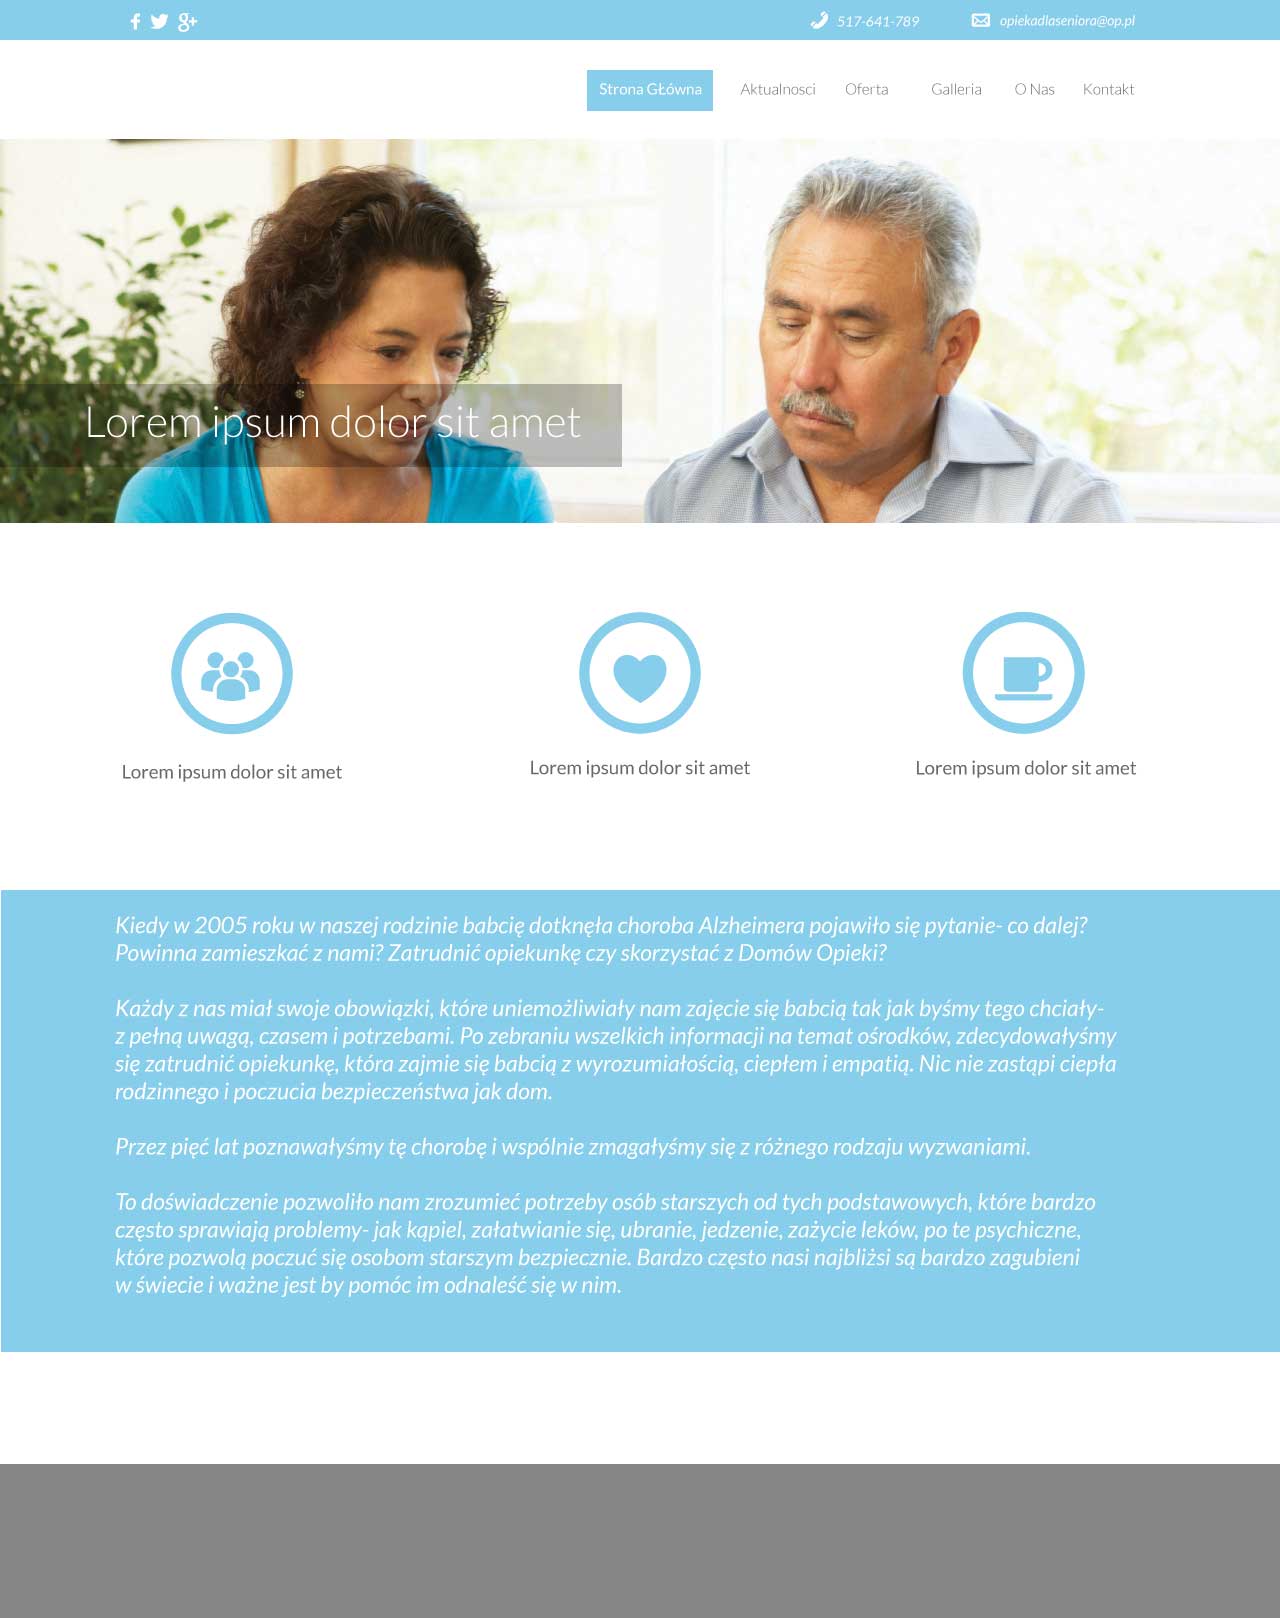 517-641-789
opiekadlaseniora@op.pl
Strona GŁówna
Aktualnosci
Oferta
Galleria
O Nas
Kontakt
Lorem ipsum dolor sit amet
Lorem ipsum dolor sit amet
Lorem ipsum dolor sit amet
Lorem ipsum dolor sit amet
Kiedy w 2005 roku w naszej rodzinie babcię dotknęła choroba Alzheimera pojawiło się pytanie- co dalej?
Powinna zamieszkać z nami? Zatrudnić opiekunkę czy skorzystać z Domów Opieki?
Każdy z nas miał swoje obowiązki, które uniemożliwiały nam zajęcie się babcią tak jak byśmy tego chciały-
z pełną uwagą, czasem i potrzebami. Po zebraniu wszelkich informacji na temat ośrodków, zdecydowałyśmy
się zatrudnić opiekunkę, która zajmie się babcią z wyrozumiałością, ciepłem i empatią. Nic nie zastąpi ciepła
rodzinnego i poczucia bezpieczeństwa jak dom.
Przez pięć lat poznawałyśmy tę chorobę i wspólnie zmagałyśmy się z różnego rodzaju wyzwaniami.
To doświadczenie pozwoliło nam zrozumieć potrzeby osób starszych od tych podstawowych, które bardzo
często sprawiają problemy- jak kąpiel, załatwianie się, ubranie, jedzenie, zażycie leków, po te psychiczne,
które pozwolą poczuć się osobom starszym bezpiecznie. Bardzo często nasi najbliżsi są bardzo zagubieni
w świecie i ważne jest by pomóc im odnaleść się w nim.